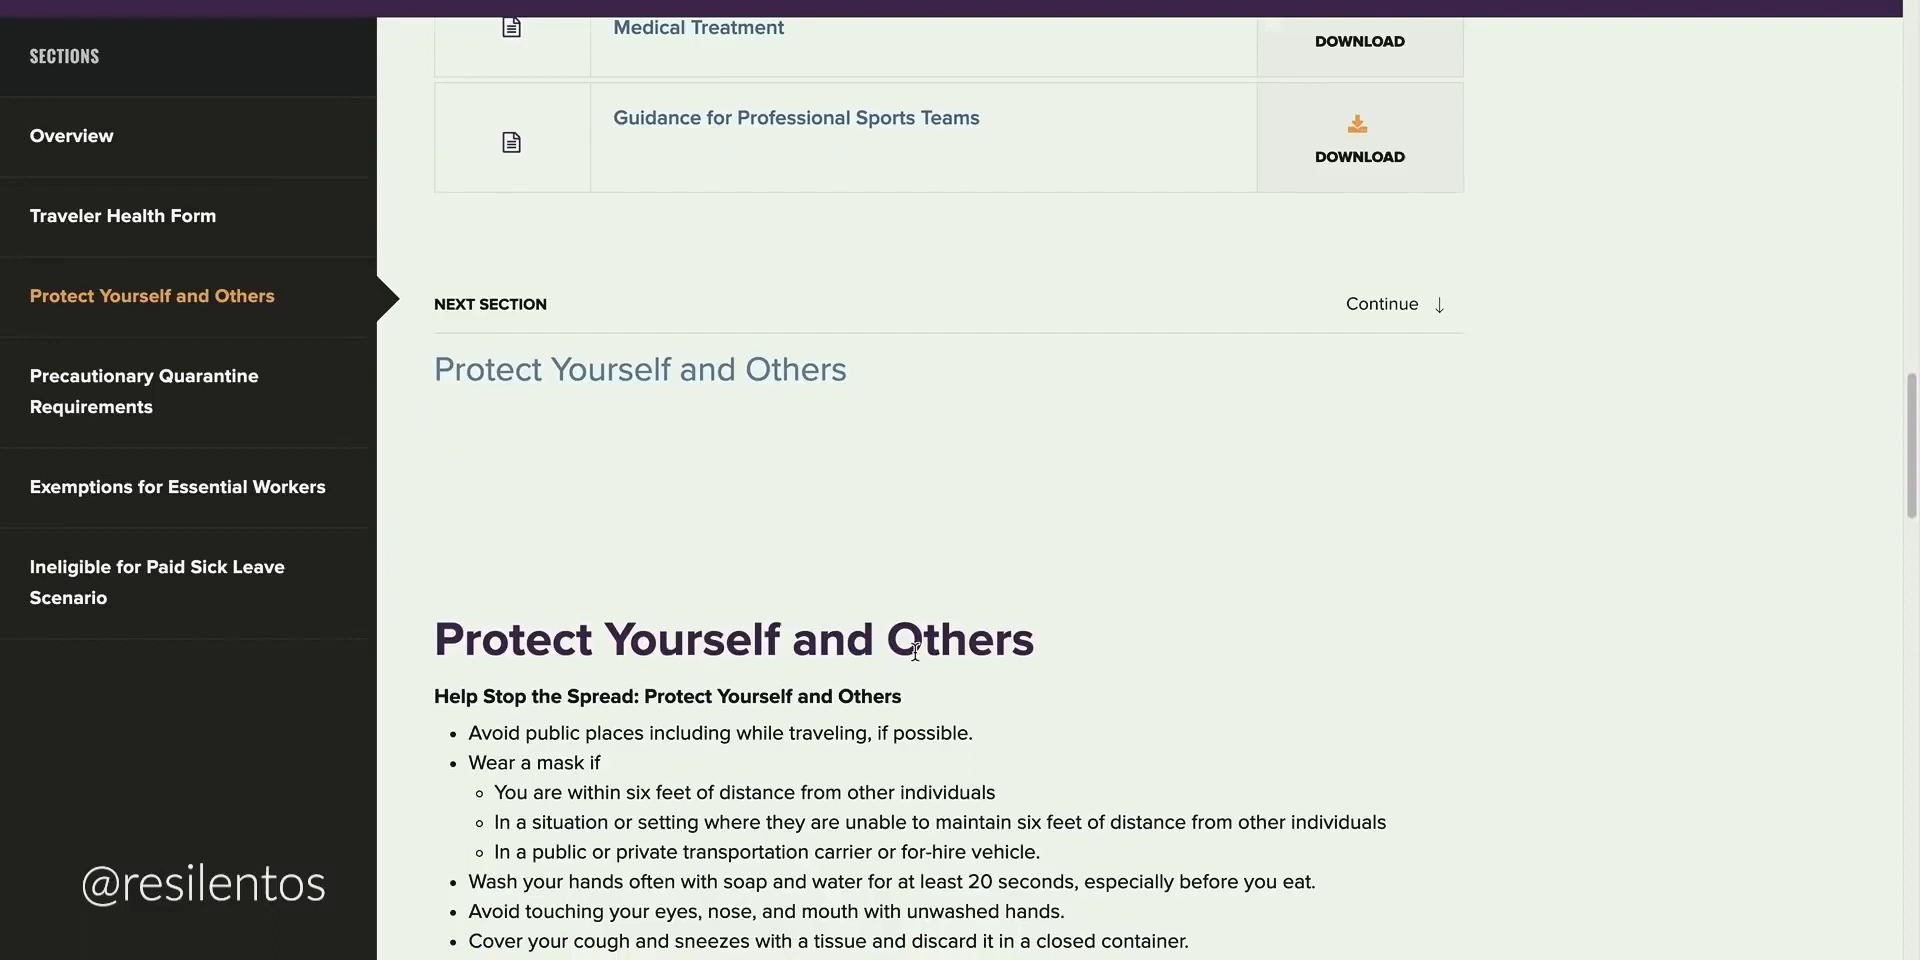 SECTIONS
Overview
Traveler Health Form
Protect Yourself and Others
Precautionary Quarantine
Requirements
Exemptions for Essential Workers
Ineligible for Paid Sick Leave
Scenario
@resilentos
Medical Treatment
DOWNLOAD
Guidance for Professional Sports Teams
DOWNLOAD
NEXT SECTION
Continue ↓
Protect Yourself and Others
Protect Yourself and Others
Help Stop the Spread: Protect Yourself and Others
• Avoid public places including while traveling, if possible.
• Wear a mask if
◦ You are within six feet of distance from other individuals
◦ In a situation or setting where they are unable to maintain six feet of distance from other individuals
◦ In a public or private transportation carrier or for-hire vehicle.
• Wash your hands often with soap and water for at least 20 seconds, especially before you eat.
• Avoid touching your eyes, nose, and mouth with unwashed hands.
• Cover your cough and sneezes with a tissue and discard it in a closed container.